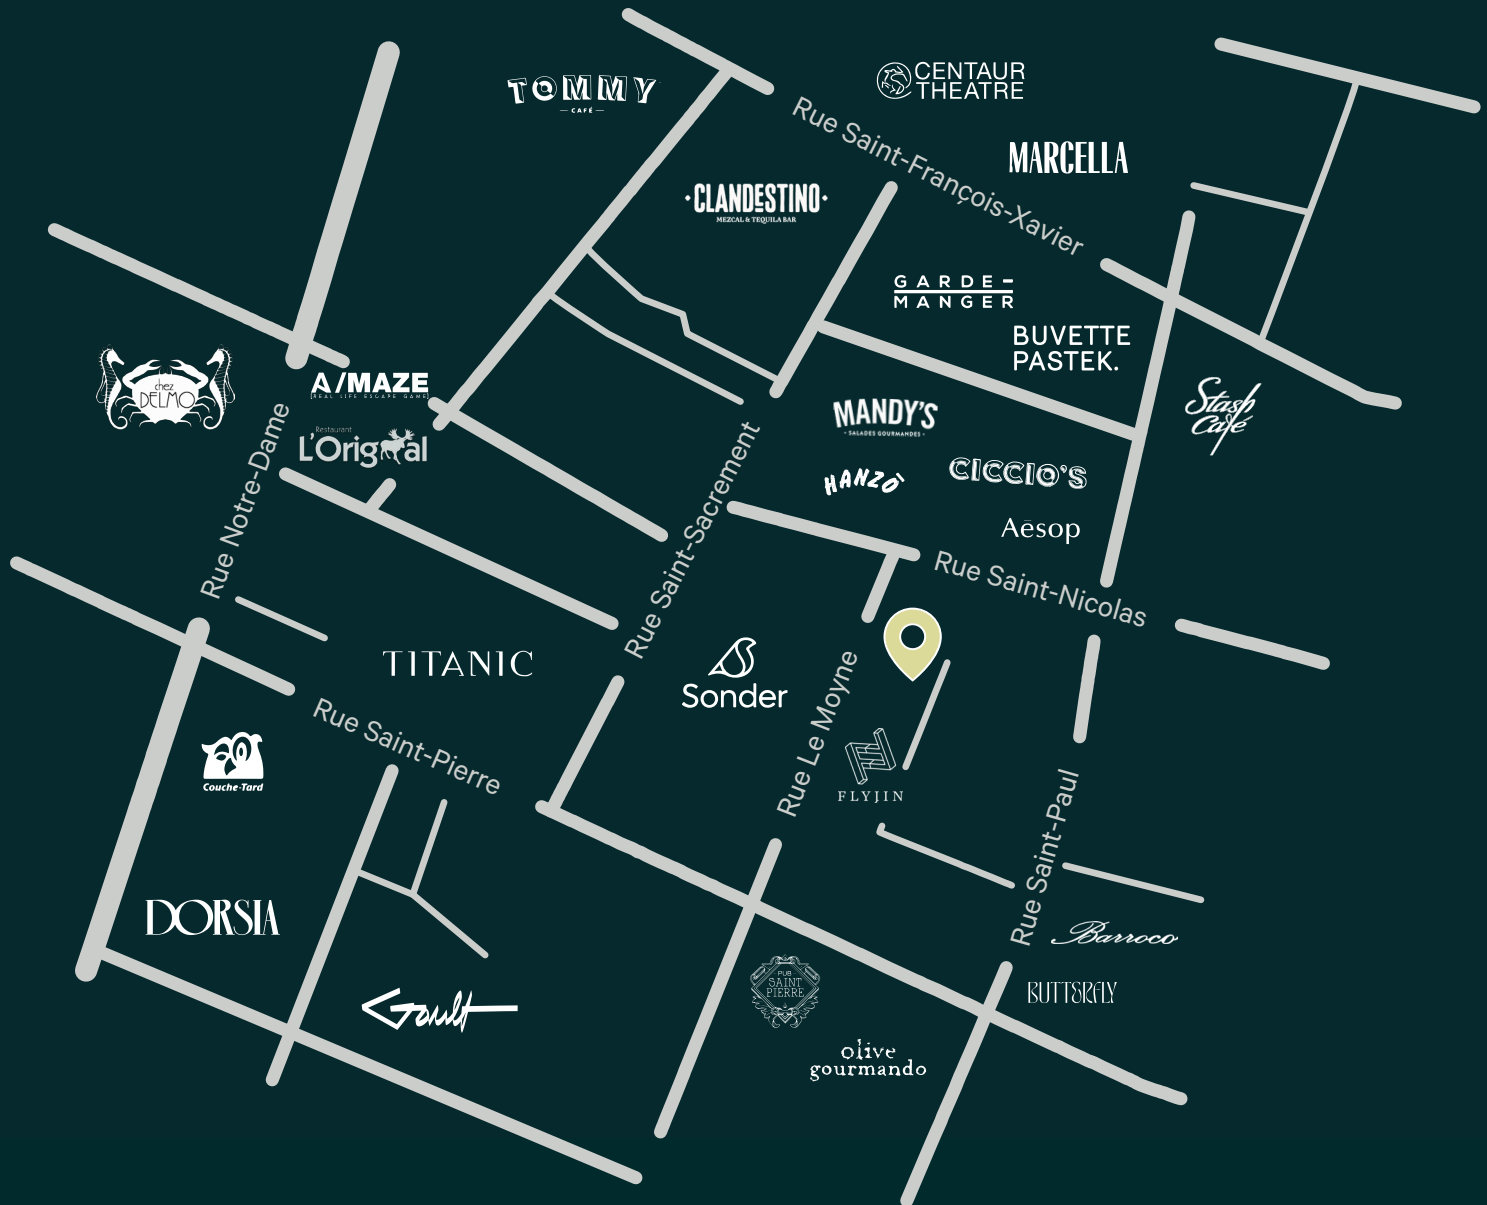 TOMMY
CAFÉ
CENTAUR
THEATRE
Rue Saint-François-Xavier
MARCELLA
CLANDESTINO
MEZCAL & TEQUILA BAR
GARDE-
MANGER
BUVETTE
PASTEK.
chez
DELMO
A/MAZE
REAL LIFE ESCAPE GAME
Restaurant
L'Original
Stash
Café
MANDY'S
SALADES GOURMANDES
HANZŌ
CICCIO'S
Aēsop
Rue Notre-Dame
Rue Saint-Sacrement
Rue Saint-Nicolas
TITANIC
Sonder
Rue Le Moyne
Rue Saint-Pierre
Couche-Tard
FLYJIN
Rue Saint-Paul
DORSIA
Barroco
Gault
PUB
SAINT
PIERRE
BUTTERFLY
olive
gourmando